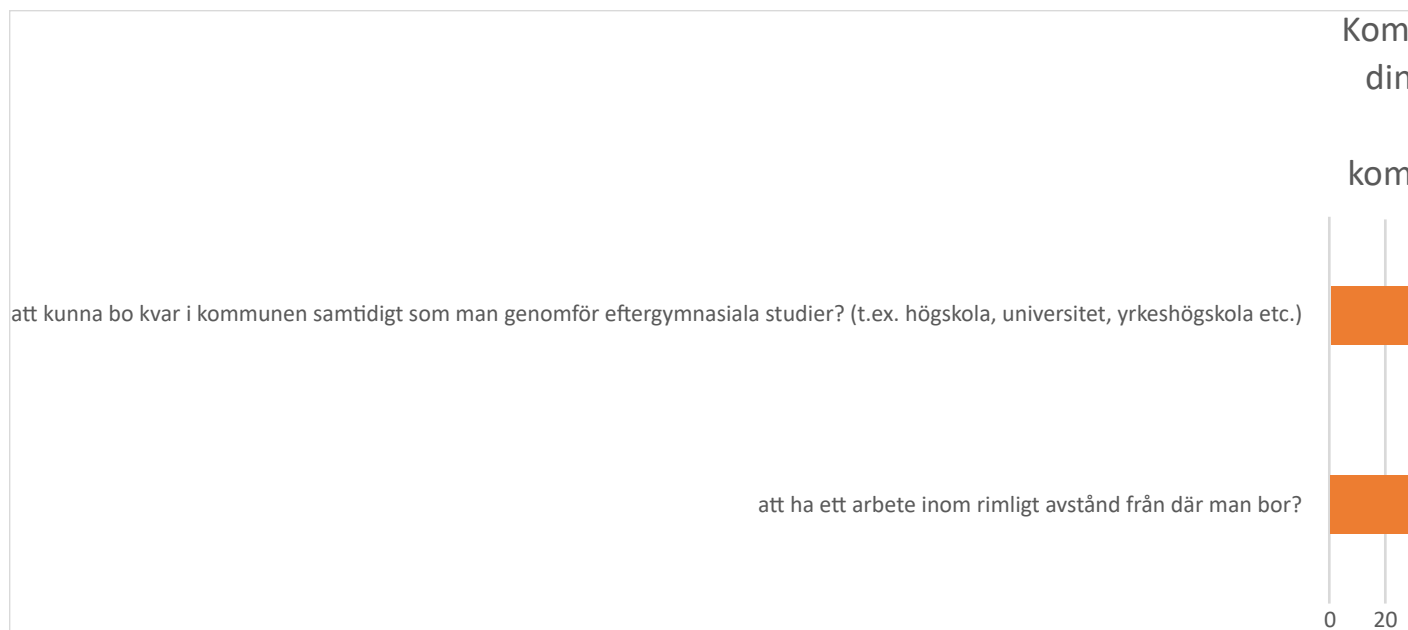 Kom
din
kom
att kunna bo kvar i kommunen samtidigt som man genomför eftergymnasiala studier? (t.ex. högskola, universitet, yrkeshögskola etc.)
att ha ett arbete inom rimligt avstånd från där man bor?
0 20